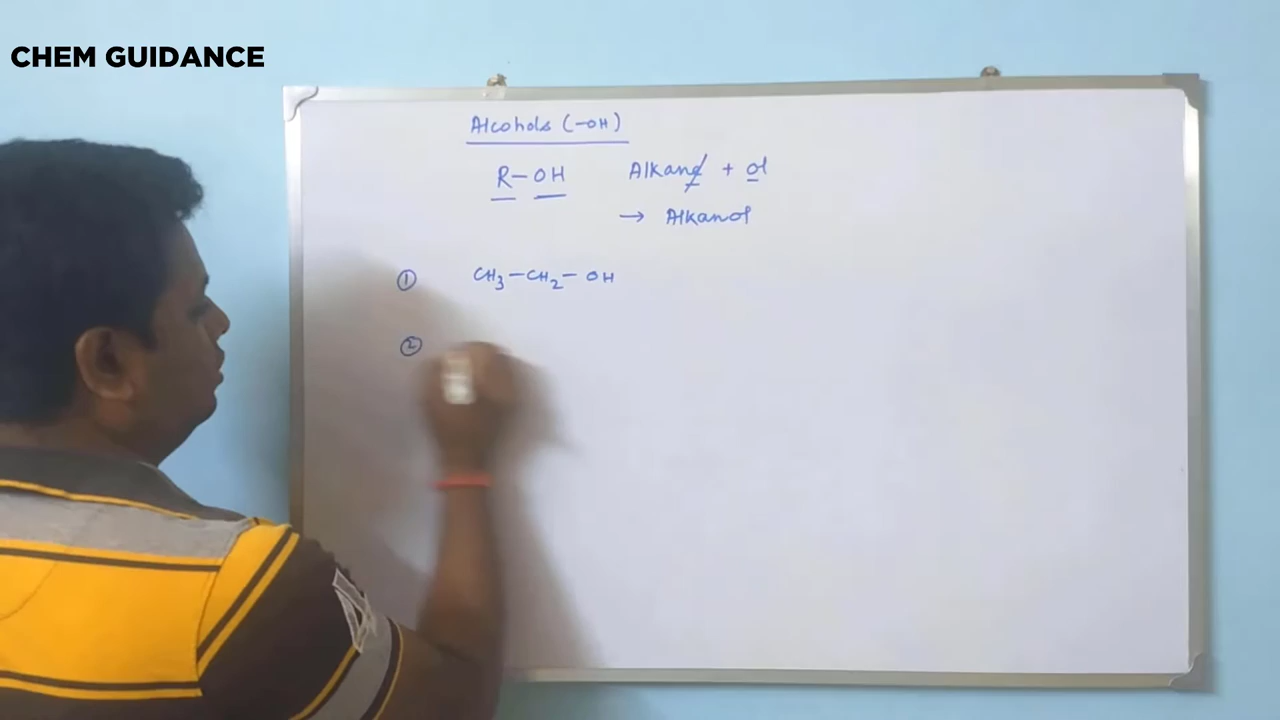 CHEM GUIDANCE
Alcohols (-OH)
R-OH Alkane + ol
→ Alkanol
① CH₃-CH₂-OH
②